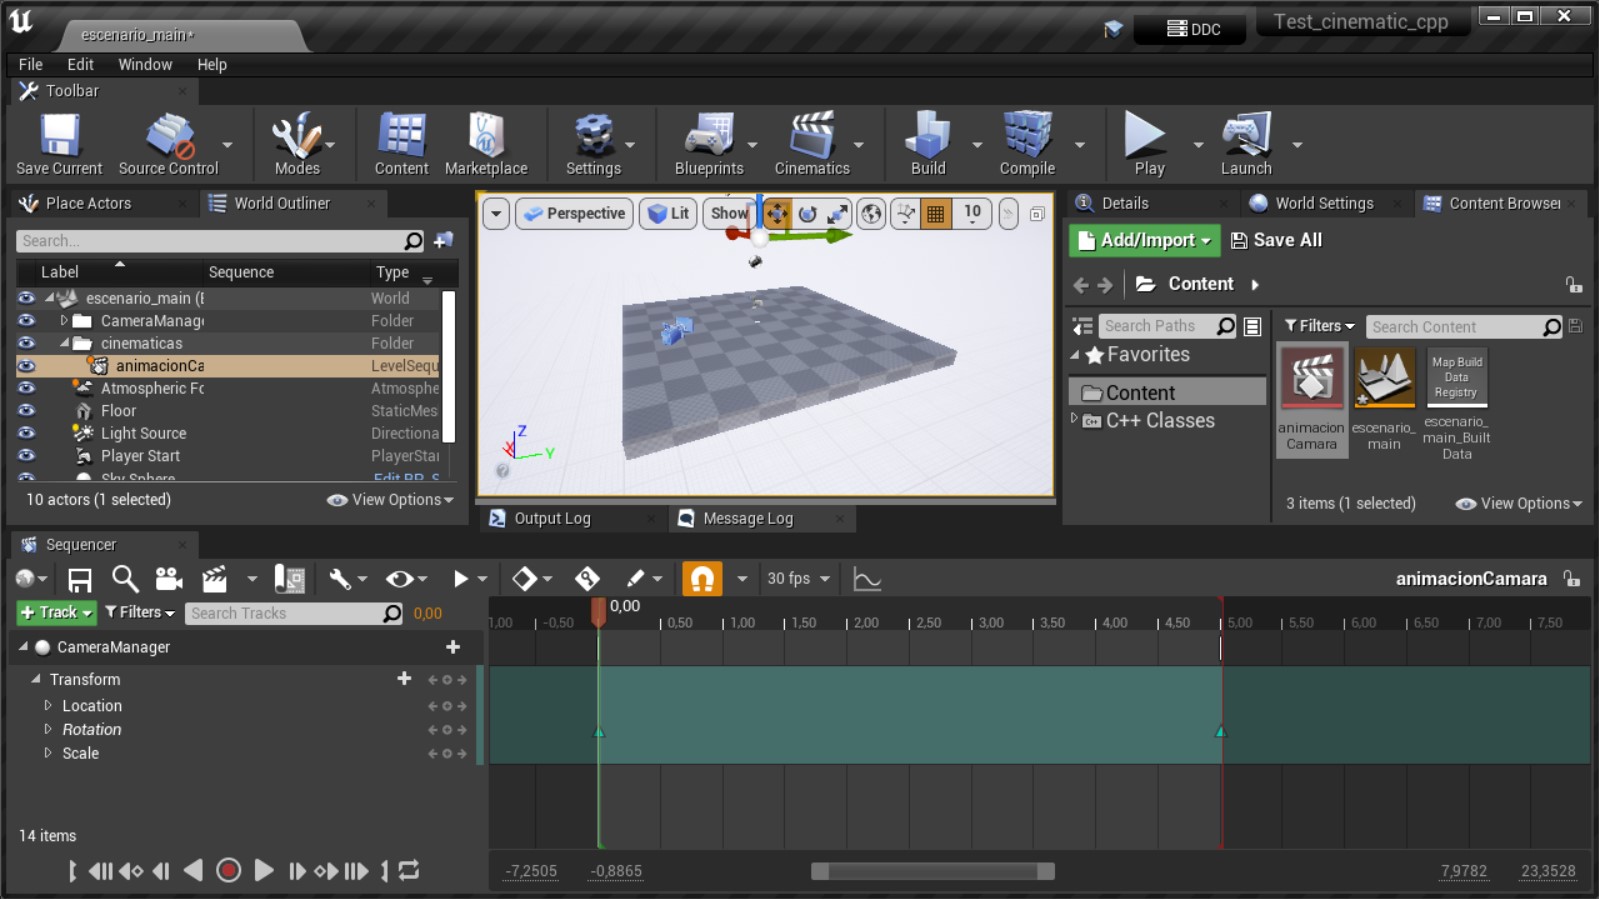 escenario_main*
DDC
Test_cinematic_cpp
File Edit Window Help
Toolbar
Save Current Source Control Modes Content Marketplace Settings Blueprints Cinematics Build Compile Play Launch
Place Actors World Outliner
Search...
Label Sequence Type
escenario_main (E World
CameraManage Folder
cinematicas Folder
animacionCa LevelSequ
Atmospheric Fo Atmosphe
Floor StaticMes
Light Source Directiona
Player Start PlayerStar
Sky Sphere Edit BP_S
10 actors (1 selected) View Options
Perspective Lit Show 10
Z
X
Y
Output Log Message Log
Details World Settings Content Browser
Add/Import Save All
Content
Search Paths Filters Search Content
Favorites
Content
C++ Classes
animacion
Camara
escenario_
main
Map Build
Data
Registry
escenario_
main_Built
Data
3 items (1 selected) View Options
Sequencer
30 fps animacionCamara
+ Track Filters Search Tracks 0,00
0,00
1,00 -0,50 0,50 1,00 1,50 2,00 2,50 3,00 3,50 4,00 4,50 5,00 5,50 6,00 6,50 7,00 7,50
CameraManager
Transform
Location
Rotation
Scale
14 items
-7,2505 -0,8865 7,9782 23,3528